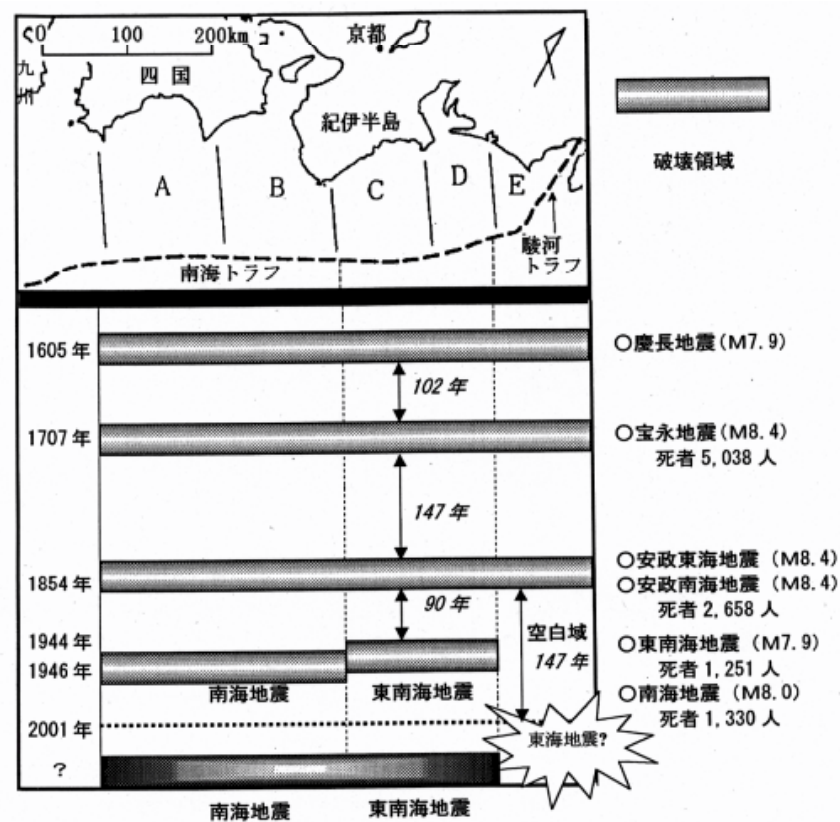 0 100 200km
九州
四国
京都
紀伊半島
A B C D E
南海トラフ
駿河
トラフ
破壊領域
1605年
○慶長地震(M7.9)
102年
1707年
○宝永地震(M8.4)
死者5,038人
147年
1854年
○安政東海地震 (M8.4)
○安政南海地震 (M8.4)
死者2,658人
90年
空白域
147年
1944年
1946年
南海地震
東南海地震
○東南海地震 (M7.9)
死者1,251人
○南海地震 (M8.0)
死者1,330人
2001年
東海地震?
?
南海地震
東南海地震